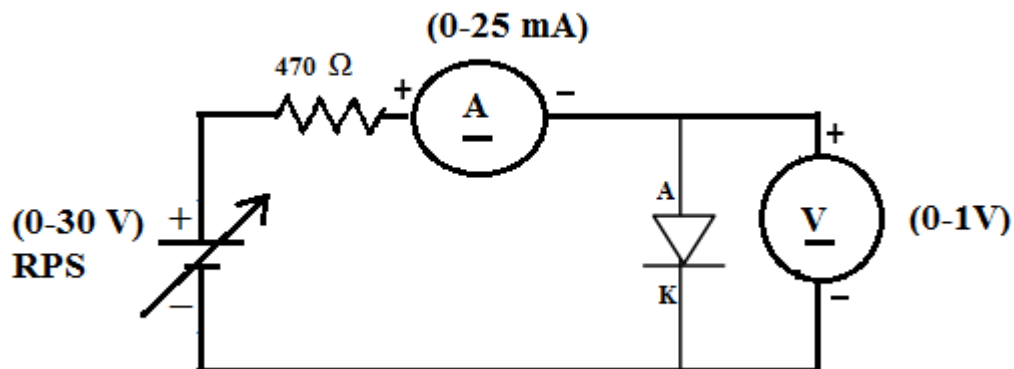 (0-25 mA)
470 Ω
+ A −
+
A
(0-30 V) +
V
(0-1V)
RPS
K
−
−